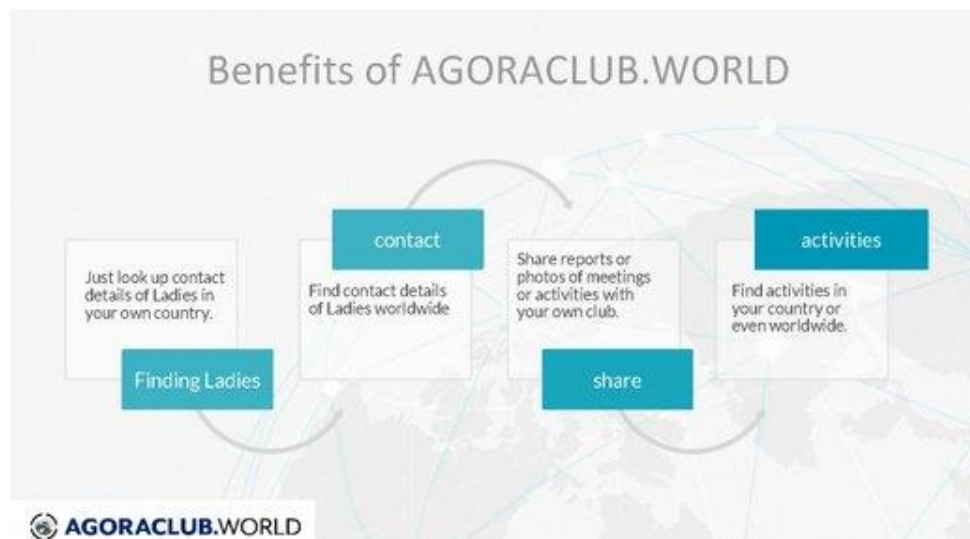 Benefits of AGORACLUB.WORLD
Just look up contact
details of Ladies in
your own country.
Finding Ladies
contact
Find contact details
of Ladies worldwide
Share reports or
photos of meetings
or activities with
your own club.
share
activities
Find activities in
your country or
even worldwide.
AGORACLUB.WORLD